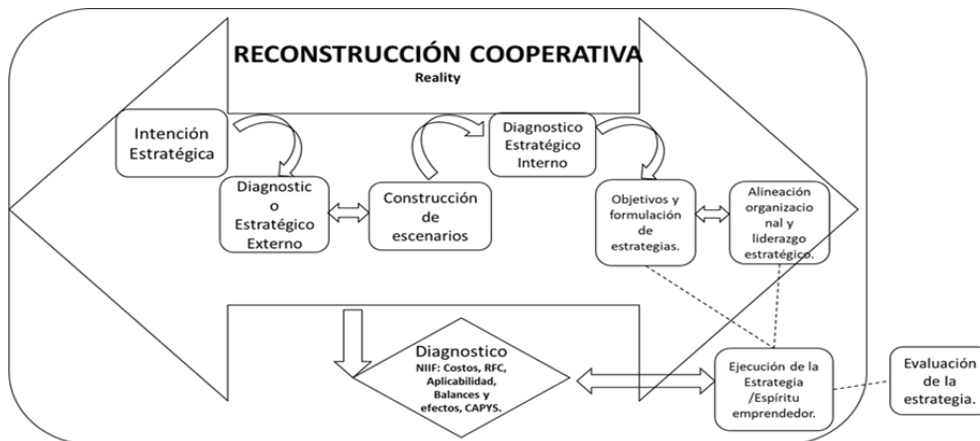 RECONSTRUCCIÓN COOPERATIVA
Reality
Intención
Estratégica
Diagnostic
o
Estratégico
Externo
Construcción
de
escenarios
Diagnostico
Estratégico
Interno
Objetivos y
formulación
de
estrategias.
Alineación
organizacio
nal y
liderazgo
estratégico.
Diagnostico
NIIF: Costos, RFC,
Aplicabilidad,
Balances y
efectos, CAPYS.
Ejecución de la
Estrategia
/Espíritu
emprendedor.
Evaluación
de la
estrategia.